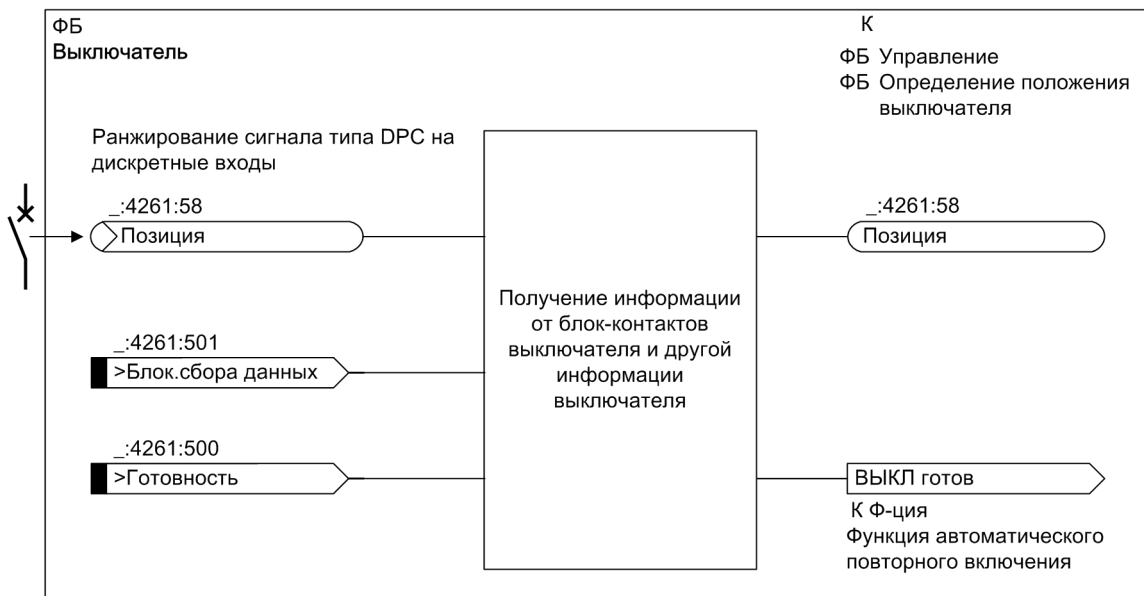 ФБ
Выключатель
К
ФБ Управление
ФБ Определение положения
выключателя
Ранжирование сигнала типа DPC на
дискретные входы
_:4261:58
Позиция
_:4261:501
>Блок.сбора данных
_:4261:500
>Готовность
Получение информации
от блок-контактов
выключателя и другой
информации
выключателя
_:4261:58
Позиция
ВЫКЛ готов
К Ф-ция
Функция автоматического
повторного включения